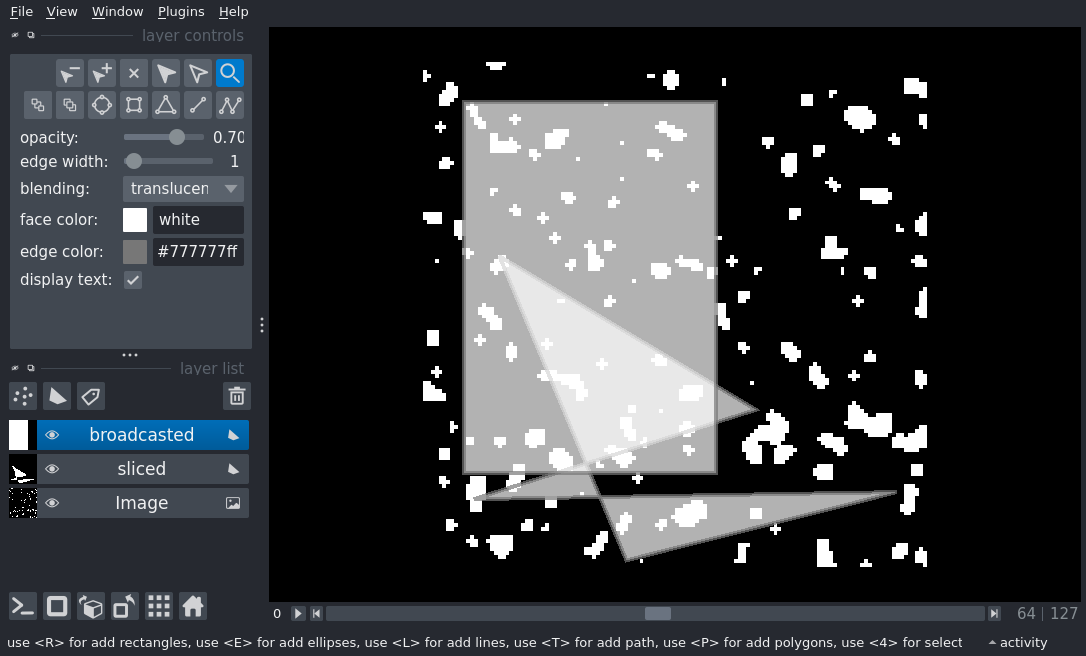 File View Window Plugins Help
layer controls
opacity: 0.70
edge width: 1
blending: translucen
face color: white
edge color: #777777ff
display text:
layer list
broadcasted
sliced
Image
0 64 | 127
use <R> for add rectangles, use <E> for add ellipses, use <L> for add lines, use <T> for add path, use <P> for add polygons, use <4> for select activity